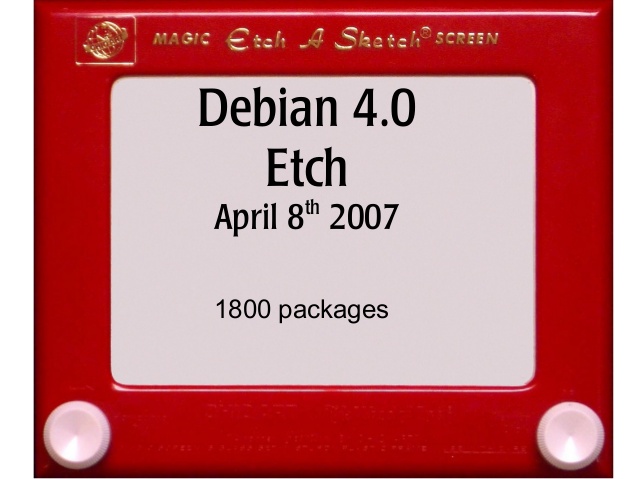 MAGIC Etch A Sketch® SCREEN
Debian 4.0
Etch
April 8th 2007
1800 packages